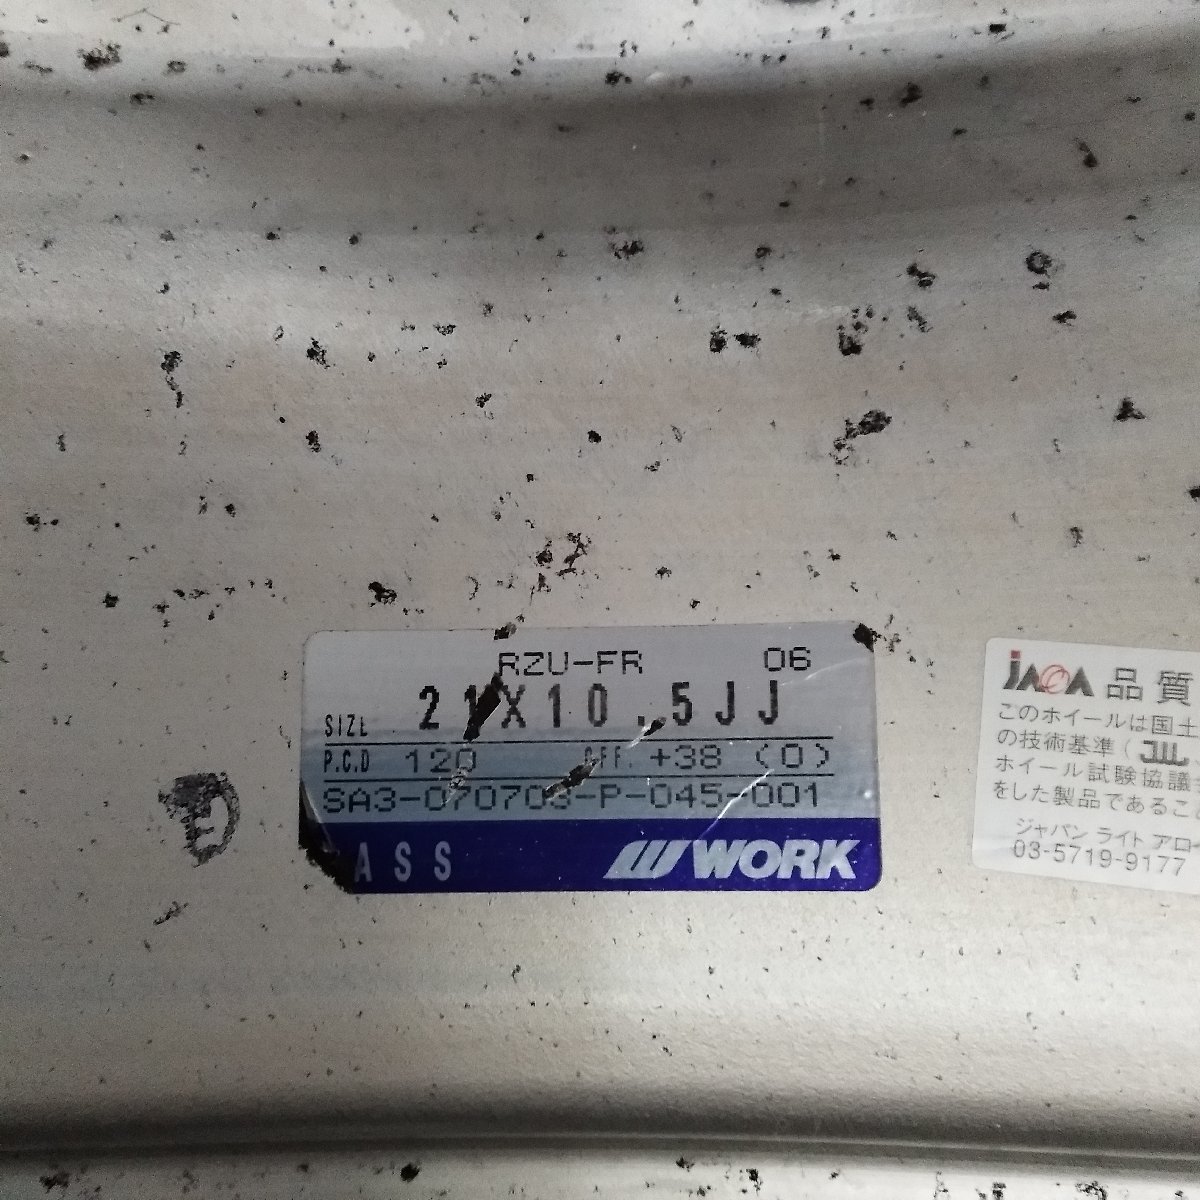 RZU-FR 06
SIZE 21X10.5JJ
P.C.D 120 OFF. +38 (0)
SA3-070703-P-045-001
ASS WORK
JAWA 品質
このホイールは国土
の技術基準( JWL
ホイール試験協議
をした製品であるこ
ジャパン ライト アロイ
03-5719-9177